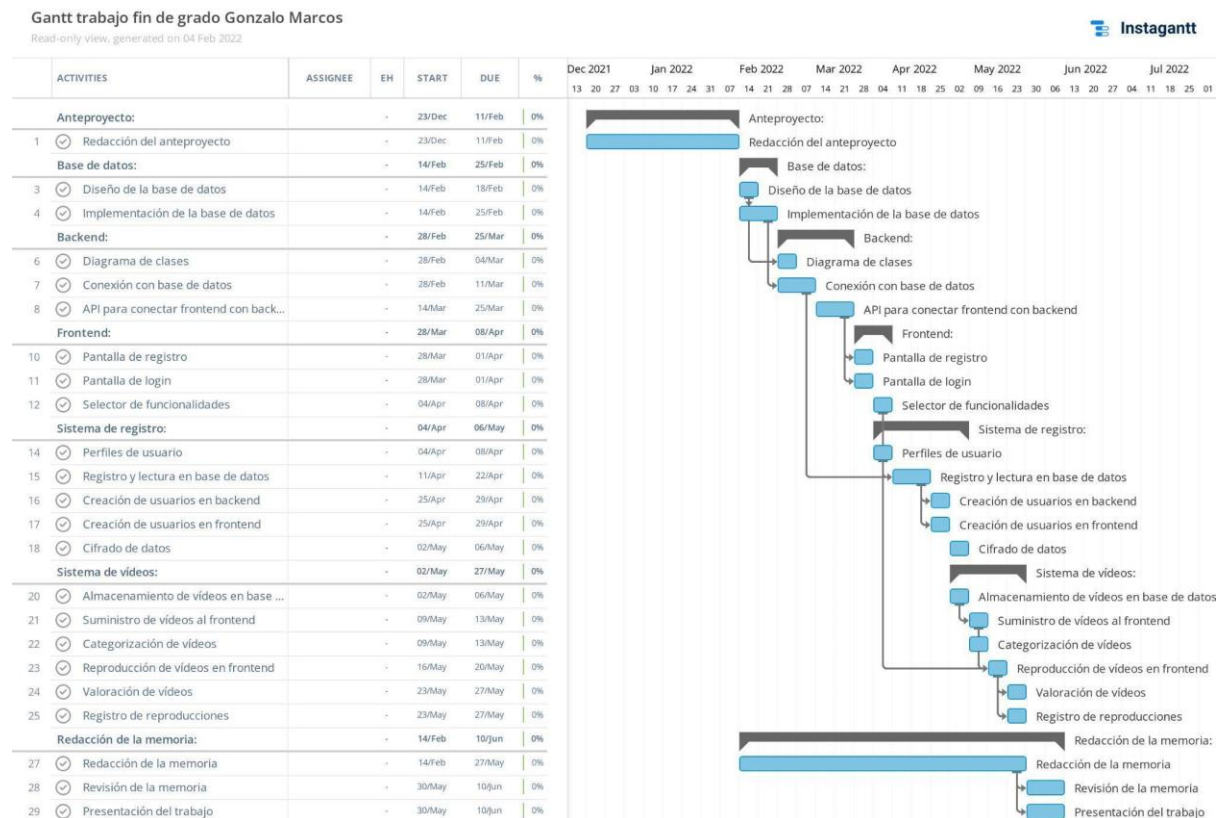 Gantt trabajo fin de grado Gonzalo Marcos
Read-only view, generated on 04 Feb 2022
Instagantt
ACTIVITIES ASSIGNEE EH START DUE %
Dec 2021 Jan 2022 Feb 2022 Mar 2022 Apr 2022 May 2022 Jun 2022 Jul 2022
13 20 27 03 10 17 24 31 07 14 21 28 07 14 21 28 04 11 18 25 02 09 16 23 30 06 13 20 27 04 11 18 25 01
Anteproyecto: - 23/Dec 11/Feb 0% Anteproyecto:
1 Redacción del anteproyecto - 23/Dec 11/Feb 0% Redacción del anteproyecto
Base de datos: - 14/Feb 25/Feb 0% Base de datos:
3 Diseño de la base de datos - 14/Feb 18/Feb 0% Diseño de la base de datos
4 Implementación de la base de datos - 14/Feb 25/Feb 0% Implementación de la base de datos
Backend: - 28/Feb 25/Mar 0% Backend:
6 Diagrama de clases - 28/Feb 04/Mar 0% Diagrama de clases
7 Conexión con base de datos - 28/Feb 11/Mar 0% Conexión con base de datos
8 API para conectar frontend con back... - 14/Mar 25/Mar 0% API para conectar frontend con backend
Frontend: - 28/Mar 08/Apr 0% Frontend:
10 Pantalla de registro - 28/Mar 01/Apr 0% Pantalla de registro
11 Pantalla de login - 28/Mar 01/Apr 0% Pantalla de login
12 Selector de funcionalidades - 04/Apr 08/Apr 0% Selector de funcionalidades
Sistema de registro: - 04/Apr 06/May 0% Sistema de registro:
14 Perfiles de usuario - 04/Apr 08/Apr 0% Perfiles de usuario
15 Registro y lectura en base de datos - 11/Apr 22/Apr 0% Registro y lectura en base de datos
16 Creación de usuarios en backend - 25/Apr 29/Apr 0% Creación de usuarios en backend
17 Creación de usuarios en frontend - 25/Apr 29/Apr 0% Creación de usuarios en frontend
18 Cifrado de datos - 02/May 06/May 0% Cifrado de datos
Sistema de vídeos: - 02/May 27/May 0% Sistema de vídeos:
20 Almacenamiento de vídeos en base ... - 02/May 06/May 0% Almacenamiento de vídeos en base de datos
21 Suministro de vídeos al frontend - 09/May 13/May 0% Suministro de vídeos al frontend
22 Categorización de vídeos - 09/May 13/May 0% Categorización de vídeos
23 Reproducción de vídeos en frontend - 16/May 20/May 0% Reproducción de vídeos en frontend
24 Valoración de vídeos - 23/May 27/May 0% Valoración de vídeos
25 Registro de reproducciones - 23/May 27/May 0% Registro de reproducciones
Redacción de la memoria: - 14/Feb 10/Jun 0% Redacción de la memoria:
27 Redacción de la memoria - 14/Feb 27/May 0% Redacción de la memoria
28 Revisión de la memoria - 30/May 10/Jun 0% Revisión de la memoria
29 Presentación del trabajo - 30/May 10/Jun 0% Presentación del trabajo